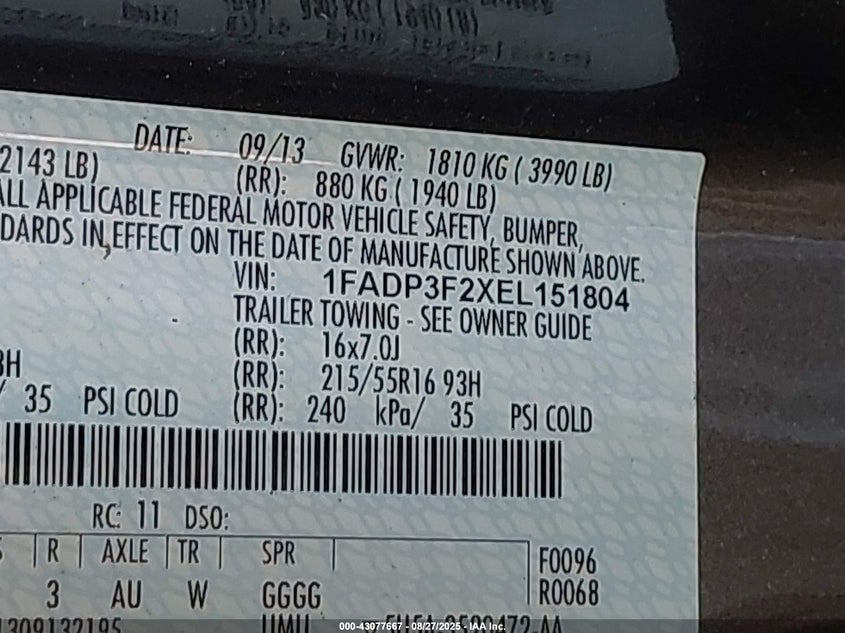 DATE: 09/13 GVWR: 1810 KG ( 3990 LB)
2143 LB) (RR): 880 KG ( 1940 LB)
ALL APPLICABLE FEDERAL MOTOR VEHICLE SAFETY, BUMPER,
DARDS IN EFFECT ON THE DATE OF MANUFACTURE SHOWN ABOVE.
VIN: 1FADP3F2XEL151804
TRAILER TOWING - SEE OWNER GUIDE
(RR): 16x7.0J
3H (RR): 215/55R16 93H
/ 35 PSI COLD (RR): 240 kPa/ 35 PSI COLD
RC: 11 DSO:
S R AXLE TR SPR F0096
3 AU W GGGG R0068
1309132195
000-43077667 - 08/27/2025 - IAA Inc.